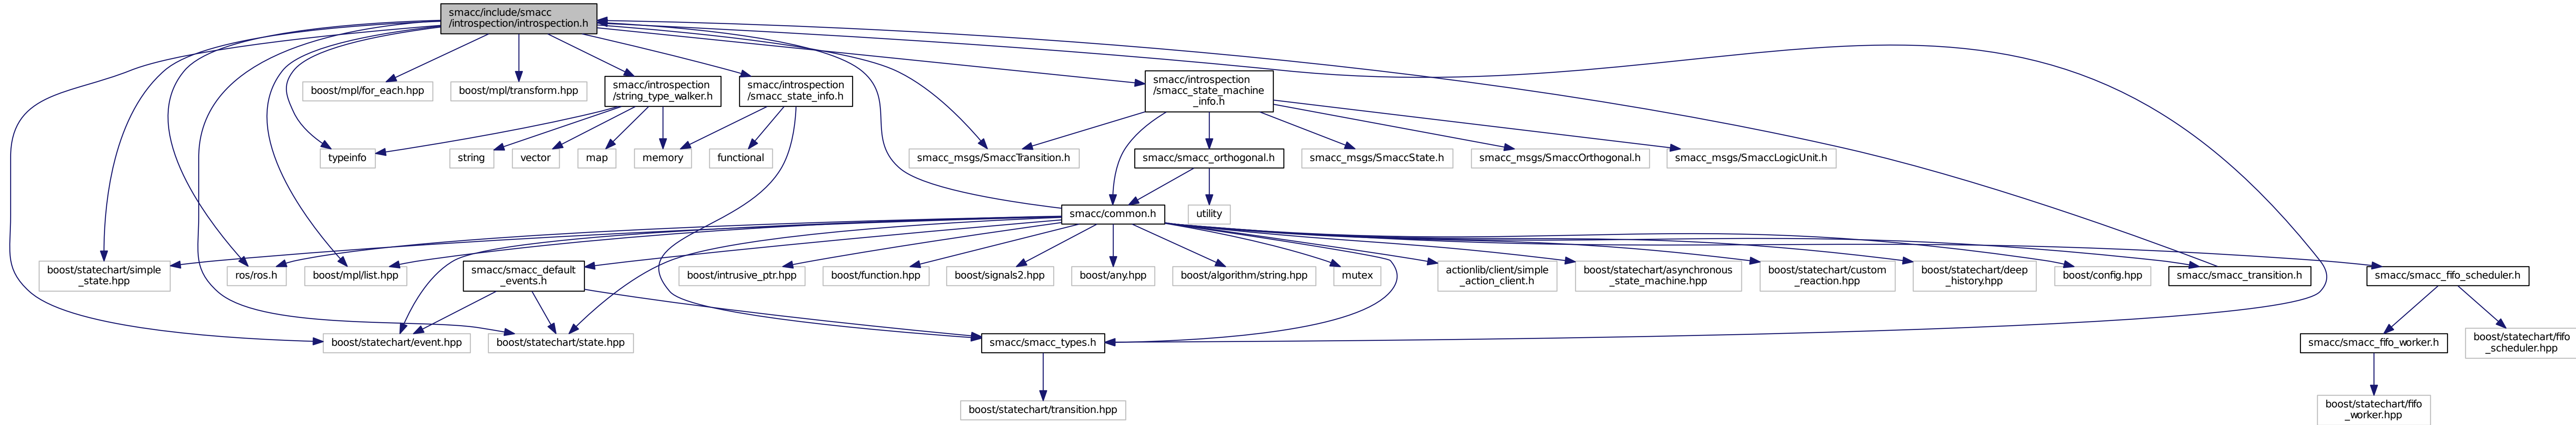 smacc/include/smacc
/introspection/introspection.h
boost/mpl/for_each.hpp
boost/mpl/transform.hpp
smacc/introspection
/string_type_walker.h
smacc/introspection
/smacc_state_info.h
smacc/introspection
/smacc_state_machine
_info.h
typeinfo
string
vector
map
memory
functional
smacc_msgs/SmaccTransition.h
smacc/smacc_orthogonal.h
smacc_msgs/SmaccState.h
smacc_msgs/SmaccOrthogonal.h
smacc_msgs/SmaccLogicUnit.h
smacc/common.h
utility
boost/statechart/simple
_state.hpp
ros/ros.h
boost/mpl/list.hpp
smacc/smacc_default
_events.h
boost/intrusive_ptr.hpp
boost/function.hpp
boost/signals2.hpp
boost/any.hpp
boost/algorithm/string.hpp
mutex
actionlib/client/simple
_action_client.h
boost/statechart/asynchronous
_state_machine.hpp
boost/statechart/custom
_reaction.hpp
boost/statechart/deep
_history.hpp
boost/config.hpp
smacc/smacc_transition.h
smacc/smacc_fifo_scheduler.h
boost/statechart/event.hpp
boost/statechart/state.hpp
smacc/smacc_types.h
smacc/smacc_fifo_worker.h
boost/statechart/fifo
_scheduler.hpp
boost/statechart/transition.hpp
boost/statechart/fifo
_worker.hpp